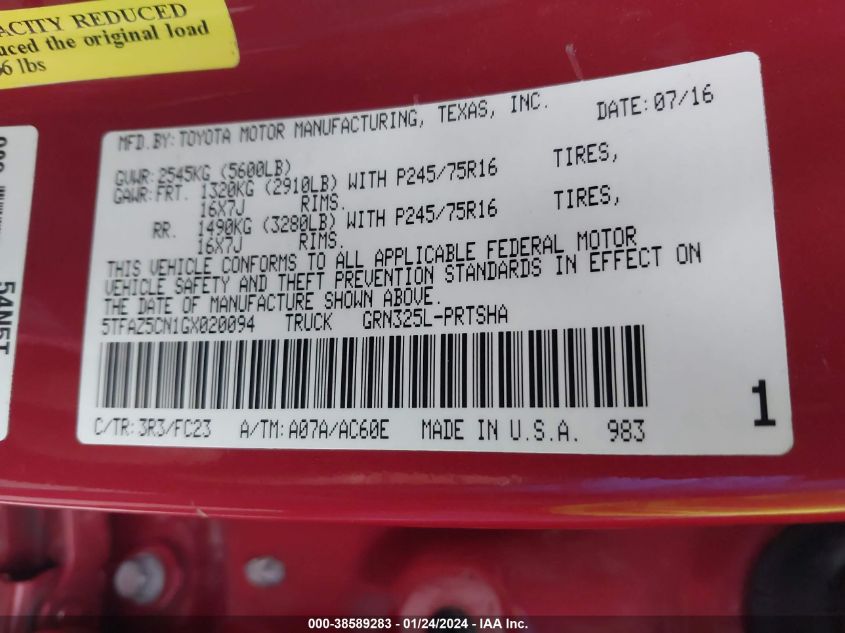 ACITY REDUCED
uced the original load
6 lbs
MFD.BY: TOYOTA MOTOR MANUFACTURING, TEXAS, INC. DATE: 07/16
GVWR: 2545KG (5600LB)
GAWR: FRT. 1320KG (2910LB) WITH P245/75R16 TIRES,
16X7J RIMS.
RR. 1490KG (3280LB) WITH P245/75R16 TIRES,
16X7J RIMS.
THIS VEHICLE CONFORMS TO ALL APPLICABLE FEDERAL MOTOR
VEHICLE SAFETY AND THEFT PREVENTION STANDARDS IN EFFECT ON
THE DATE OF MANUFACTURE SHOWN ABOVE.
5TFAZ5CN1GX020094 TRUCK GRN325L-PRTSHA
C/TR: 3R3/FC23 A/TM: A07A/AC60E MADE IN U.S.A. 983
1
54N5T
000-38589283 - 01/24/2024 - IAA Inc.